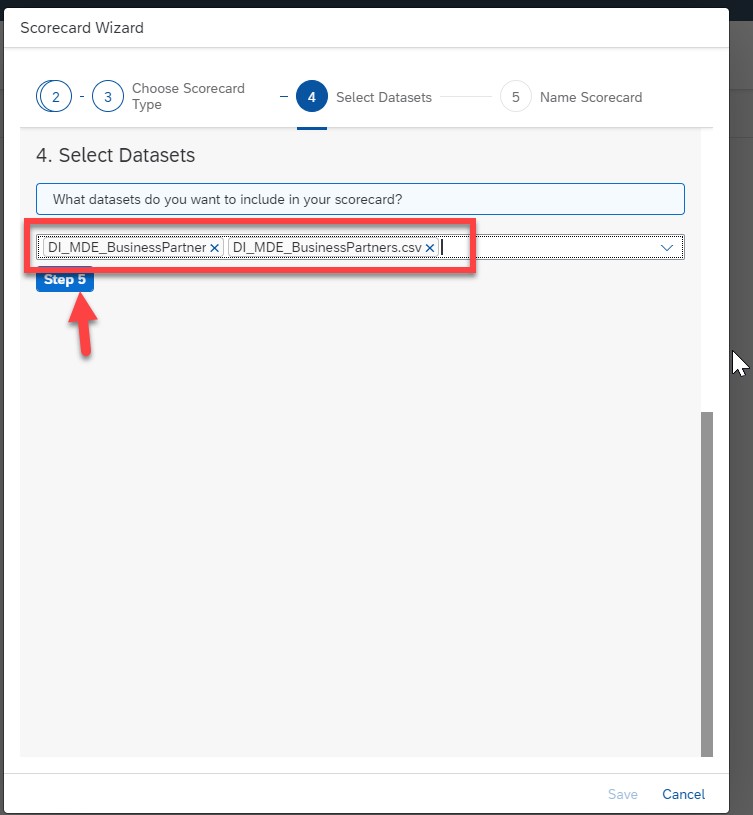 Scorecard Wizard
2 - 3 Choose Scorecard Type - 4 Select Datasets 5 Name Scorecard
4. Select Datasets
What datasets do you want to include in your scorecard?
DI_MDE_BusinessPartner × DI_MDE_BusinessPartners.csv ×
Step 5
Save Cancel